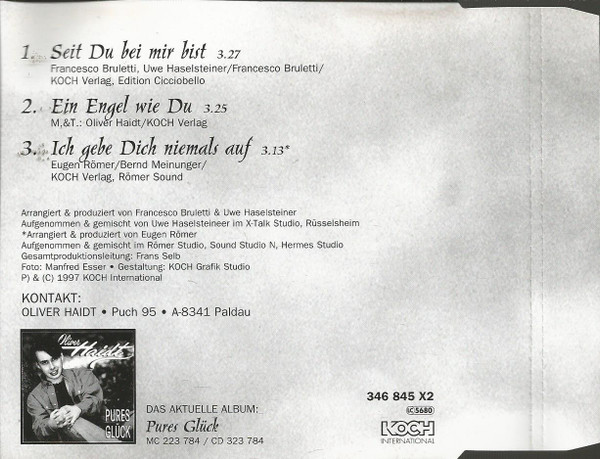 1. Seit Du bei mir bist 3.27
Francesco Bruletti, Uwe Haselsteiner/Francesco Bruletti/
KOCH Verlag, Edition Cicciobello
2. Ein Engel wie Du 3.25
M,&T.: Oliver Haidt/KOCH Verlag
3. Ich gebe Dich niemals auf 3.13*
Eugen Römer/Bernd Meinunger/
KOCH Verlag, Römer Sound
Arrangiert & produziert von Francesco Bruletti & Uwe Haselsteiner
Aufgenommen & gemischt von Uwe Haselsteineer im X-Talk Studio, Rüsselsheim
*Arrangiert & produziert von Eugen Römer
Aufgenommen & gemischt im Römer Studio, Sound Studio N, Hermes Studio
Gesamtproduktionsleitung: Frans Selb
Foto: Manfred Esser • Gestaltung: KOCH Grafik Studio
P) & (C) 1997 KOCH International
KONTAKT:
OLIVER HAIDT • Puch 95 • A-8341 Paldau
Oliver
Haidt
PURES
GLÜCK
DAS AKTUELLE ALBUM:
Pures Glück
MC 223 784 / CD 323 784
346 845 X2
LC 5680
KOCH
INTERNATIONAL